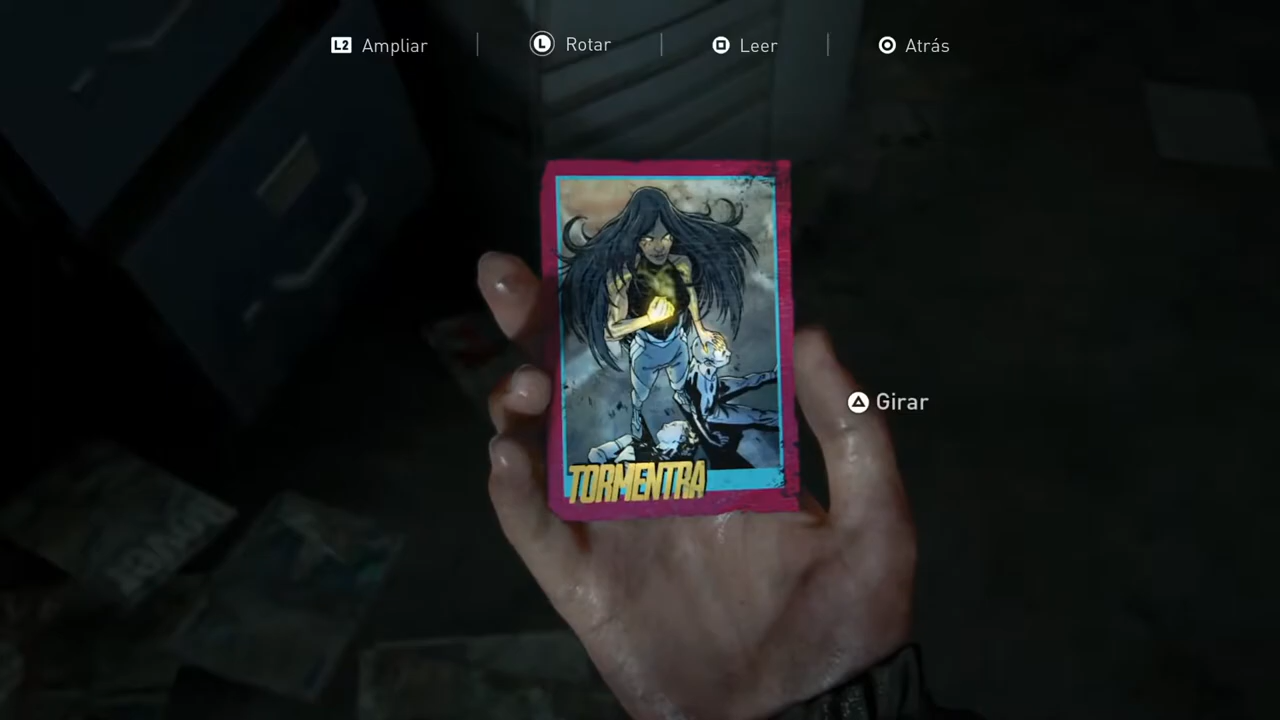 L2 Ampliar
L Rotar
Leer
Atrás
Girar
TORMENTRA